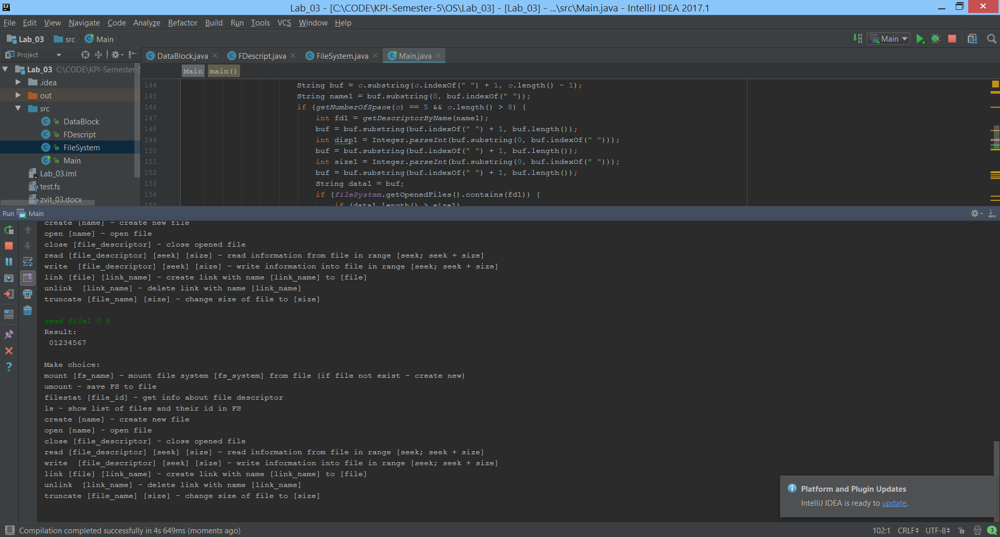 Lab_03 - [C:\CODE\KPI-Semester-5\OS\Lab_03] - [Lab_03] - ...\src\Main.java - IntelliJ IDEA 2017.1
File Edit View Navigate Code Analyze Refactor Build Run Tools VCS Window Help
Lab_03 src Main
Main
Project
DataBlock.java FDescript.java FileSystem.java Main.java
Lab_03 C:\CODE\KPI-Semester-5
.idea
out
src
DataBlock
FDescript
FileSystem
Main
Lab_03.iml
test.fs
zvit_03.docx
Main main()
144 String buf = c.substring(c.indexOf(" ") + 1, c.length() - 1);
145 String name1 = buf.substring(0, buf.indexOf(" "));
146 if (getNumberOfSpace(c) == 5 && c.length() > 8) {
147 int fd1 = getDescriptorByName(name1);
148 buf = buf.substring(buf.indexOf(" ") + 1, buf.length());
149 int disp1 = Integer.parseInt(buf.substring(0, buf.indexOf(" ")));
150 buf = buf.substring(buf.indexOf(" ") + 1, buf.length());
151 int size1 = Integer.parseInt(buf.substring(0, buf.indexOf(" ")));
152 buf = buf.substring(buf.indexOf(" ") + 1, buf.length());
153 String data1 = buf;
154 if (fileSystem.getOpenedFiles().contains(fd1)) {
155 if (data1.length() > size1)
Run Main
create [name] - create new file
open [name] - open file
close [file_descriptor] - close opened file
read [file_descriptor] [seek] [size] - read information from file in range [seek; seek + size]
write  [file_descriptor] [seek] [size] - write information into file in range [seek; seek + size]
link [file] [link_name] - create link with name [link_name] to [file]
unlink  [link_name] - delete link with name [link_name]
truncate [file_name] [size] - change size of file to [size]
read file1 0 8
Result:
01234567
Make choice:
mount [fs_name] - mount file system [fs_system] from file (if file not exist - create new)
umount - save FS to file
filestat [file_id] - get info about file descriptor
ls - show list of files and their id in FS
create [name] - create new file
open [name] - open file
close [file_descriptor] - close opened file
read [file_descriptor] [seek] [size] - read information from file in range [seek; seek + size]
write  [file_descriptor] [seek] [size] - write information into file in range [seek; seek + size]
link [file] [link_name] - create link with name [link_name] to [file]
unlink  [link_name] - delete link with name [link_name]
truncate [file_name] [size] - change size of file to [size]
Platform and Plugin Updates
IntelliJ IDEA is ready to update.
Compilation completed successfully in 4s 649ms (moments ago)
102:1 CRLF UTF-8 3